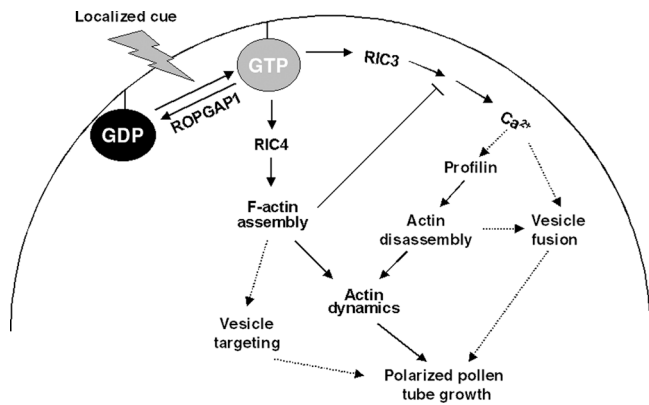 Localized cue
GTP
RIC3
GDP
ROPGAP1
Ca2+
RIC4
Profilin
F-actin
assembly
Actin
disassembly
Vesicle
fusion
Actin
dynamics
Vesicle
targeting
Polarized pollen
tube growth